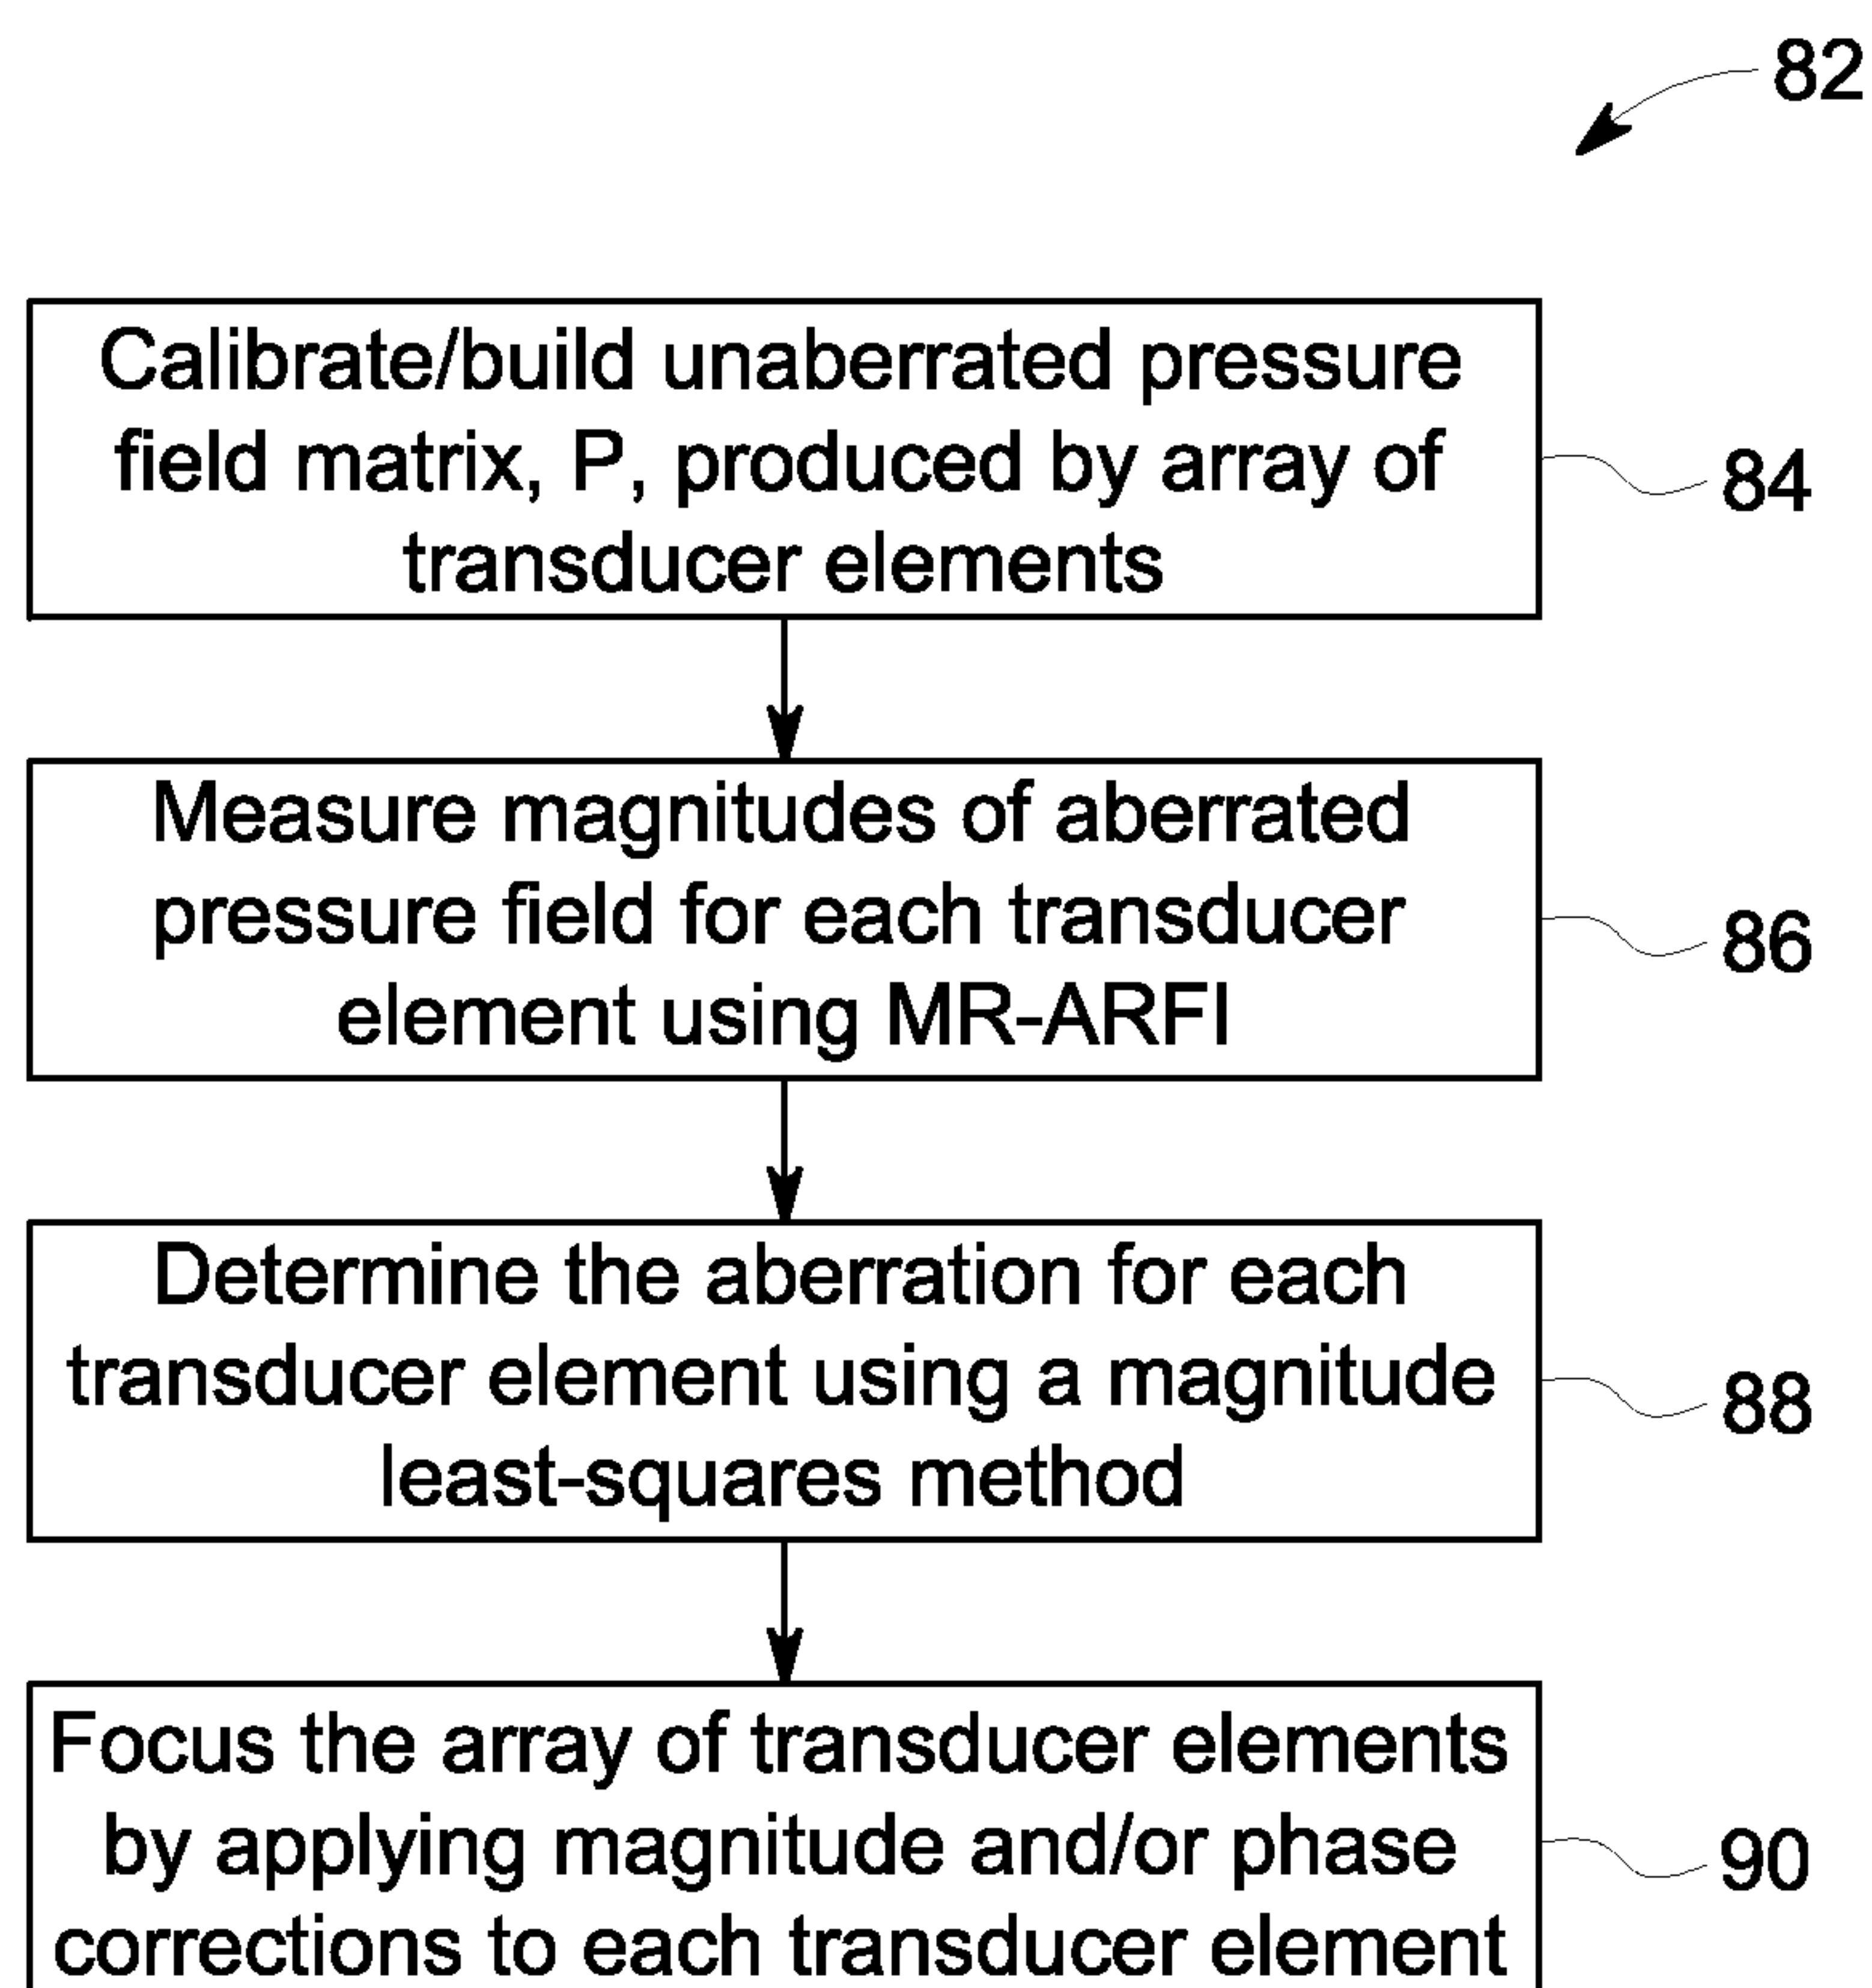 82
Calibrate/build unaberrated pressure
field matrix, P, produced by array of
transducer elements
84
Measure magnitudes of aberrated
pressure field for each transducer
element using MR-ARFI
86
Determine the aberration for each
transducer element using a magnitude
least-squares method
88
Focus the array of transducer elements
by applying magnitude and/or phase
corrections to each transducer element
90